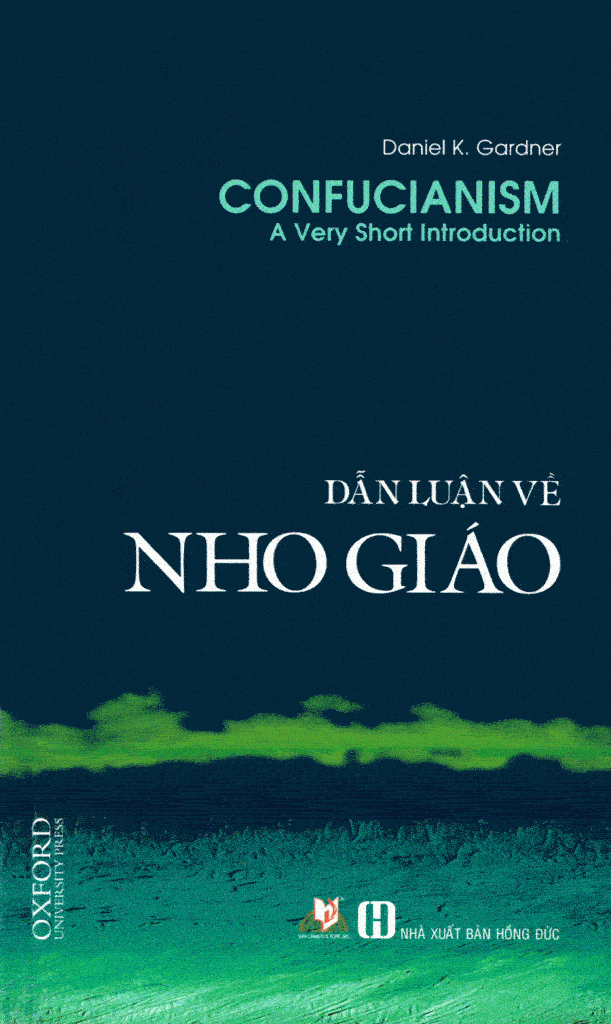 Daniel K. Gardner
CONFUCIANISM
A Very Short Introduction
DẪN LUẬN VỀ
NHO GIÁO
OXFORD
UNIVERSITY PRESS
NHÀ XUẤT BẢN HỒNG ĐỨC